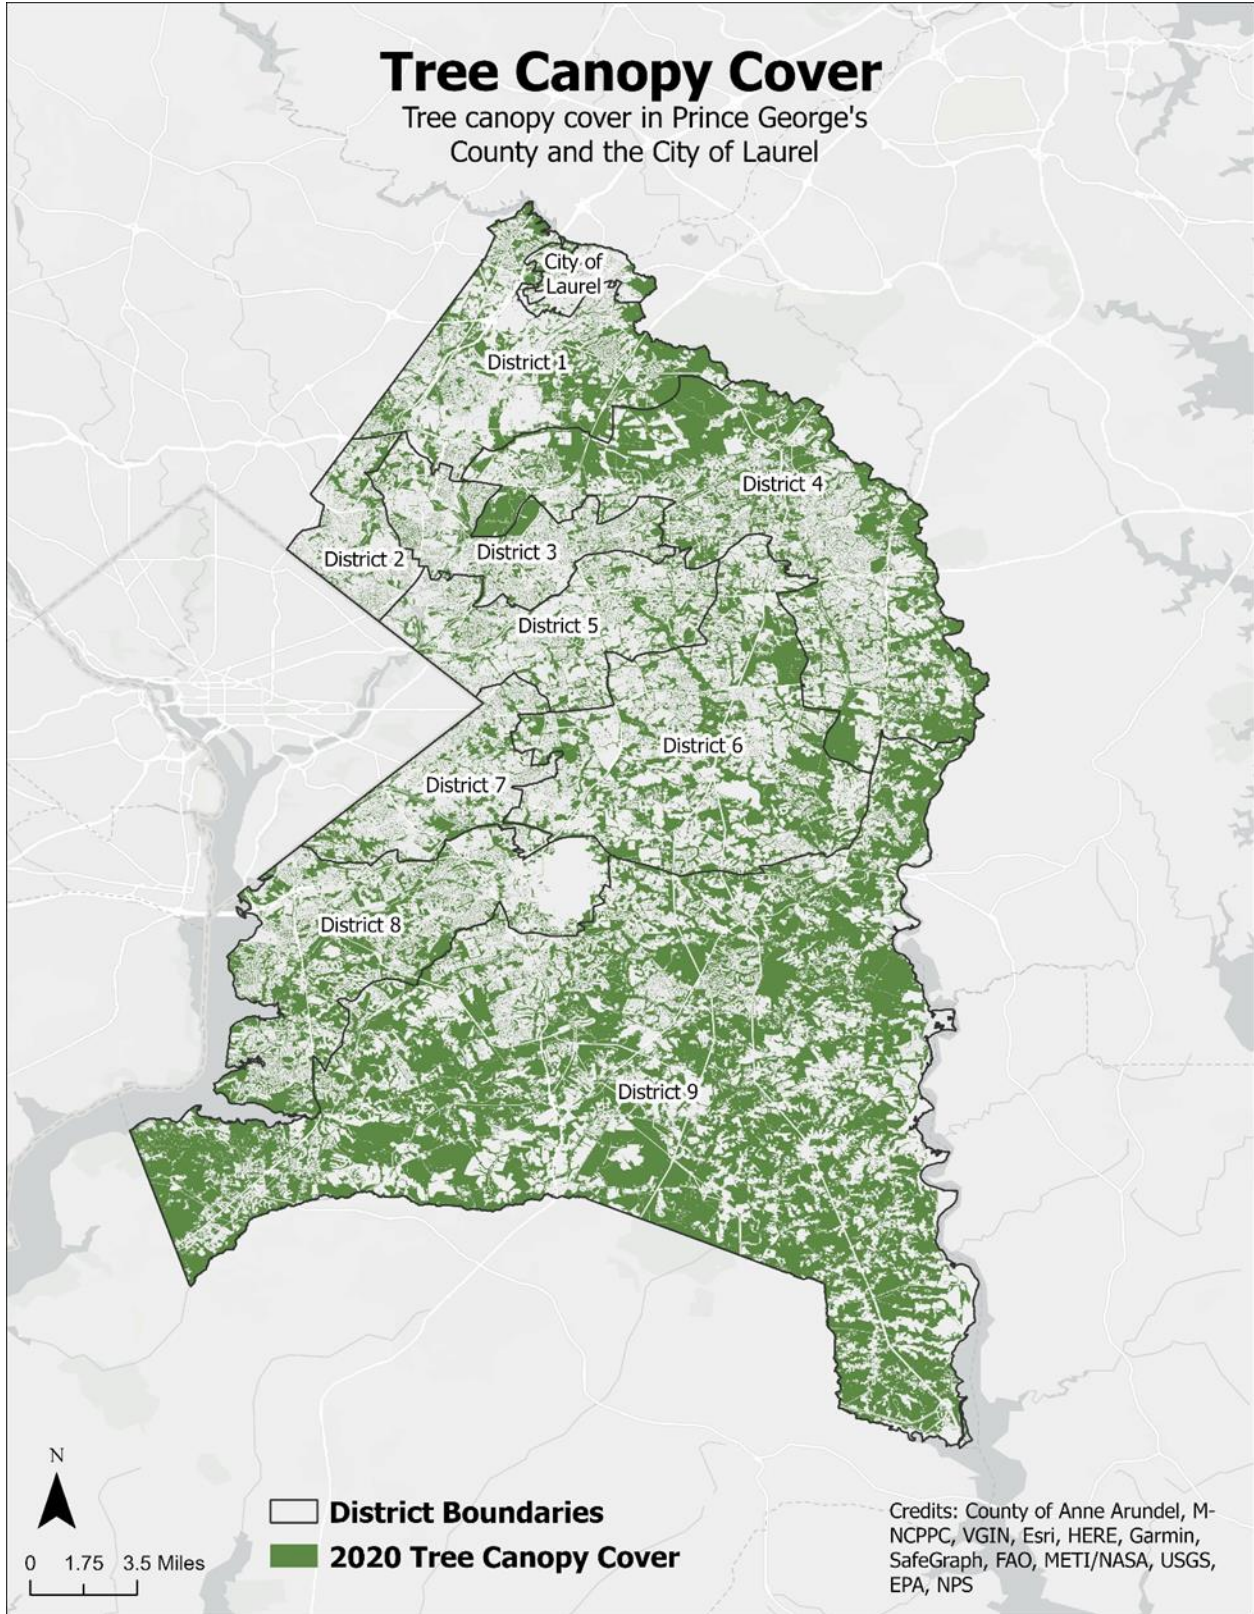 Tree Canopy Cover
Tree canopy cover in Prince George's
County and the City of Laurel
City of
Laurel
District 1
District 4
District 2
District 3
District 5
District 6
District 7
District 8
District 9
N
0 1.75 3.5 Miles
District Boundaries
2020 Tree Canopy Cover
Credits: County of Anne Arundel, M-
NCPPC, VGIN, Esri, HERE, Garmin,
SafeGraph, FAO, METI/NASA, USGS,
EPA, NPS